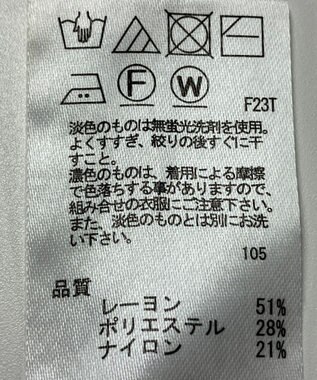 F
W
F23T
淡色のものは無蛍光洗剤を使用。
よくすすぎ、絞りの後すぐに干
すこと。
濃色のものは、着用による摩擦
で色落ちする事がありますので、
組み合せの衣服にご注意下さい。
また、淡色のものとは別にお洗
い下さい。
105
品質
レーヨン 51%
ポリエステル 28%
ナイロン 21%